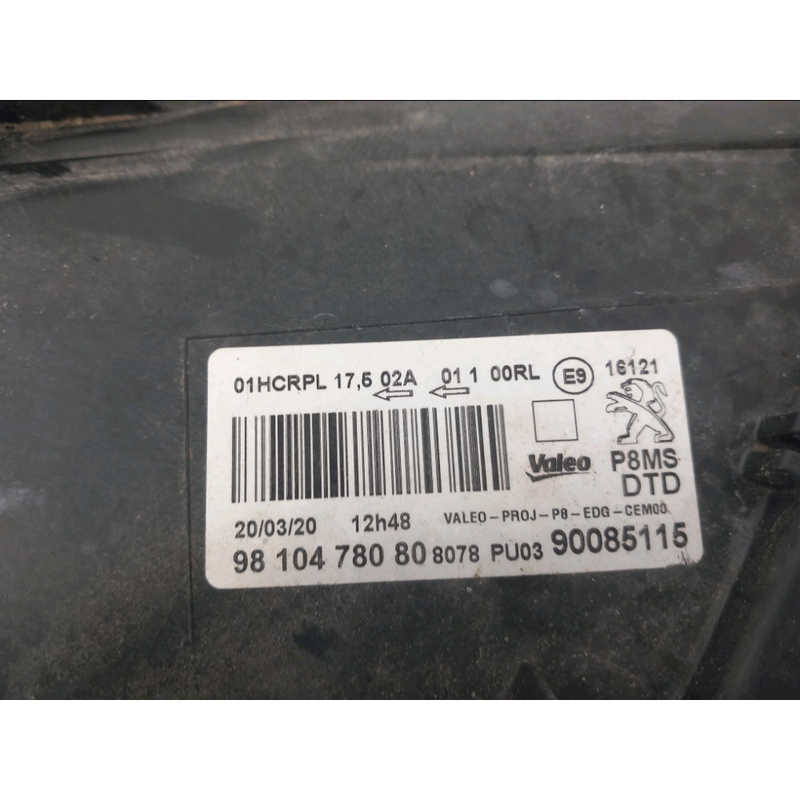 01HCRPL 17,5 02A 01 1 00RL E9 16121
Valeo P8MS
DTD
20/03/20 12h48 VALEO-PROJ-P8-EDG-CEM00
98 104 780 80 8078 PU03 90085115